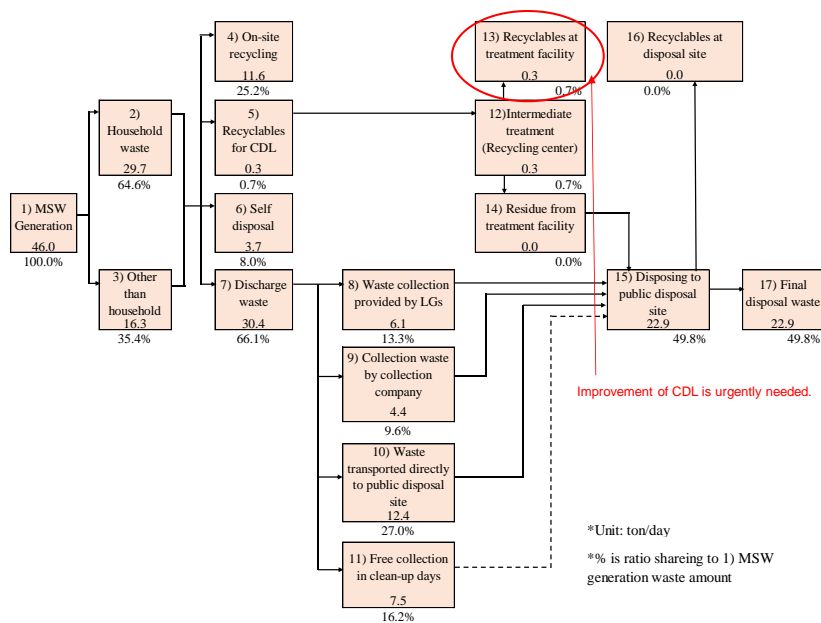 1) MSW
Generation
46.0
100.0%
2)
Household
waste
29.7
64.6%
3) Other
than
household
16.3
35.4%
4) On-site
recycling
11.6
25.2%
5)
Recyclables
for CDL
0.3
0.7%
6) Self
disposal
3.7
8.0%
7) Discharge
waste
30.4
66.1%
8) Waste collection
provided by LGs
6.1
13.3%
9) Collection waste
by collection
company
4.4
9.6%
10) Waste
transported directly
to public disposal
site
12.4
27.0%
11) Free collection
in clean-up days
7.5
16.2%
13) Recyclables at
treatment facility
0.3
0.7%
12)Intermediate
treatment
(Recycling center)
0.3
0.7%
14) Residue from
treatment facility
0.0
0.0%
16) Recyclables at
disposal site
0.0
0.0%
15) Disposing to
public disposal
site
22.9
49.8%
17) Final
disposal waste
22.9
49.8%
Improvement of CDL is urgently needed.
*Unit: ton/day
*% is ratio shareing to 1) MSW
generation waste amount